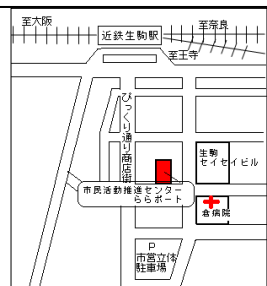 至大阪
近鉄生駒駅
至奈良
至王寺
ぴっくり通り商店街
生駒
セイセイビル
市民活動推進センター
ららポート
倉病院
P
市営立体
駐車場